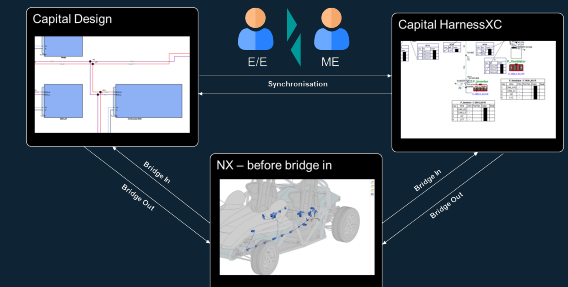 Capital Design
E/E
ME
Capital HarnessXC
Synchronisation
Bridge In
Bridge Out
NX – before bridge in
Bridge In
Bridge Out